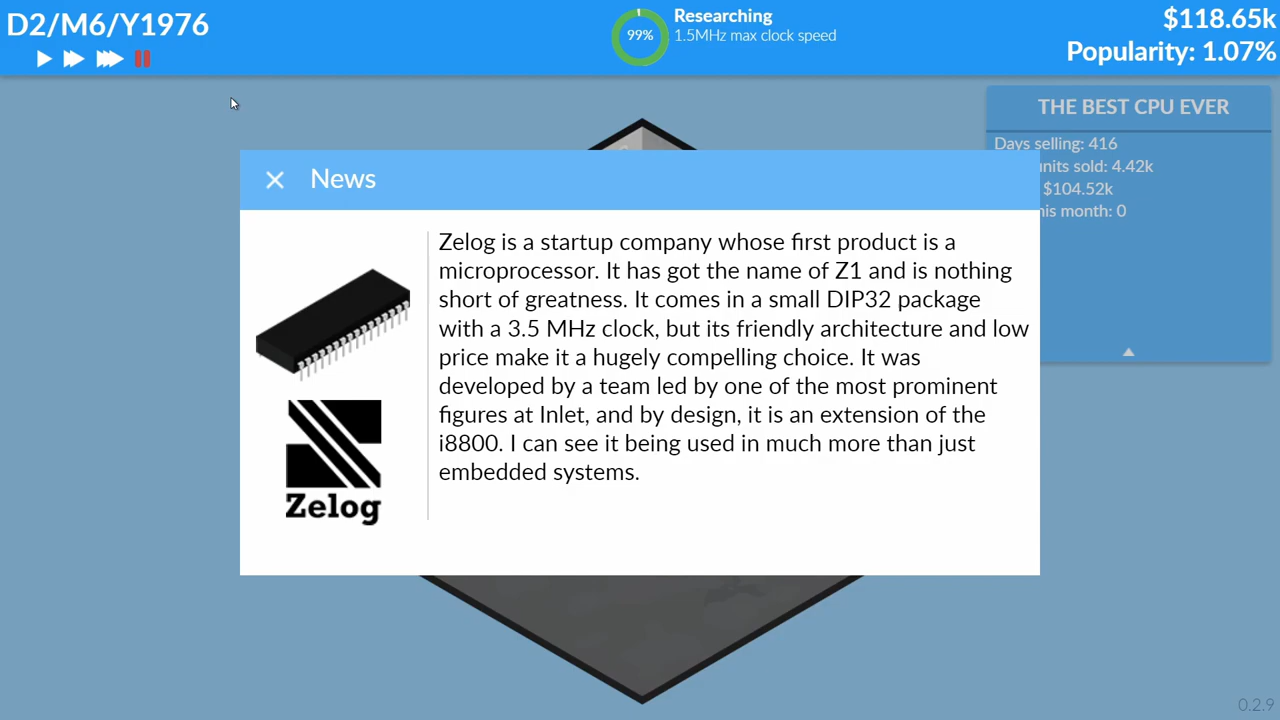 D2/M6/Y1976
99%
Researching
1.5MHz max clock speed
$118.65k
Popularity: 1.07%
THE BEST CPU EVER
Days selling: 416
units sold: 4.42k
$104.52k
his month: 0
News
Zelog is a startup company whose first product is a
microprocessor. It has got the name of Z1 and is nothing
short of greatness. It comes in a small DIP32 package
with a 3.5 MHz clock, but its friendly architecture and low
price make it a hugely compelling choice. It was
developed by a team led by one of the most prominent
figures at Inlet, and by design, it is an extension of the
i8800. I can see it being used in much more than just
embedded systems.
Zelog
0.2.9